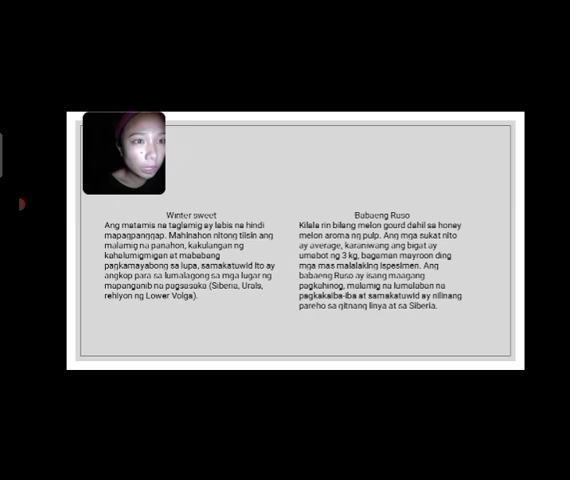 Winter sweet
Ang matamis na taglamig ay labis na hindi
mapagpanggap. Mahinahon nitong tiisin ang
malamig na panahon, kakulangan ng
kahalumigmigan at mababang
pagkamayabong sa lupa, samakatuwid ito ay
angkop para sa lumalagong sa mga lugar ng
mapanganib na pagsasaka (Siberia, Urals,
rehiyon ng Lower Volga).
Babaeng Ruso
Kilala rin bilang melon gourd dahil sa honey
melon aroma ng pulp. Ang mga sukat nito
ay average, karaniwang ang bigat ay
umabot ng 3 kg, bagaman mayroon ding
mga mas malalaking ispesimen. Ang
babaeng Ruso ay isang maagang
pagkahinog, malamig na lumalaban na
pagkakaiba-iba at samakatuwid ay nilinang
pareho sa gitnang linya at sa Siberia.